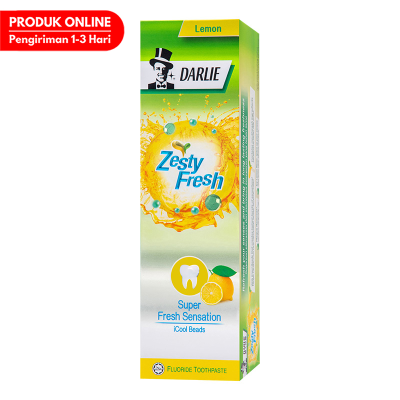 PRODUK ONLINE
Pengiriman 1-3 Hari
Lemon
DARLIE
Zesty
Fresh
Super
Fresh Sensation
iCool Beads
FLUORIDE TOOTHPASTE